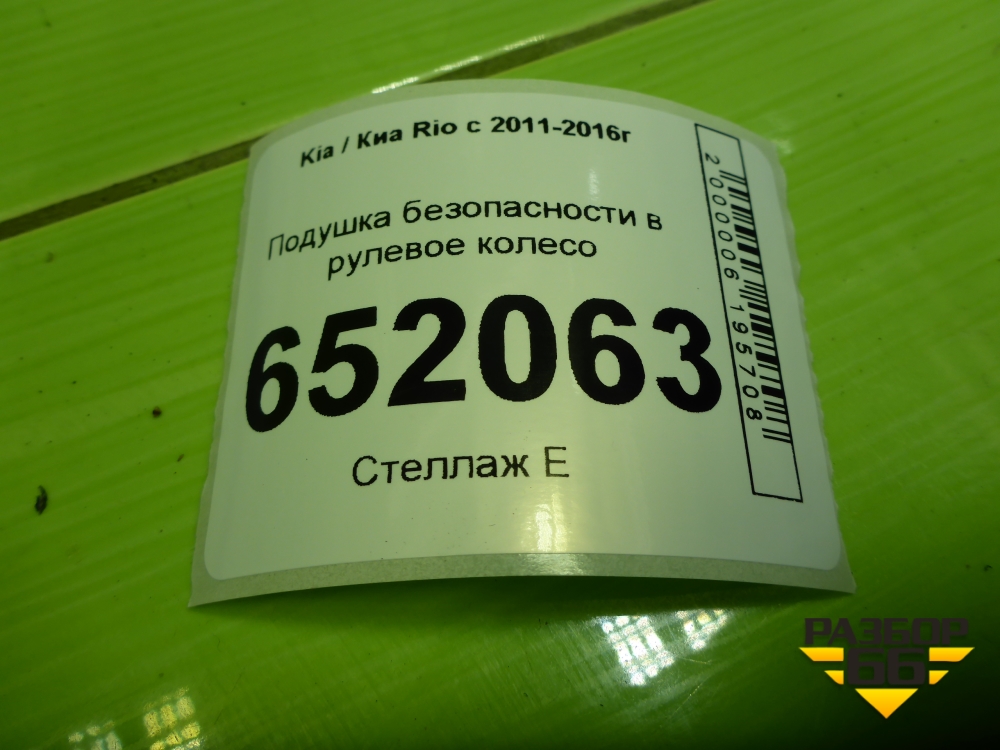 Kia / Киа Rio с 2011-2016г
Подушка безопасности в
рулевое колесо
652063
Стеллаж Е
2000006195708
РАЗБОР
66